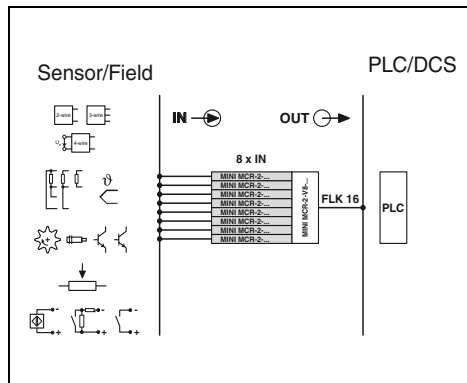 Sensor/Field
PLC/DCS
2-wire
3-wire
4-wire
IN
OUT
8 x IN
MINI MCR-2-...
MINI MCR-2-...
MINI MCR-2-...
MINI MCR-2-...
MINI MCR-2-...
MINI MCR-2-...
MINI MCR-2-...
MINI MCR-2-...
MINI MCR-2 -V8-...
FLK 16
PLC
ϑ
+
-
+
-
+
-
+